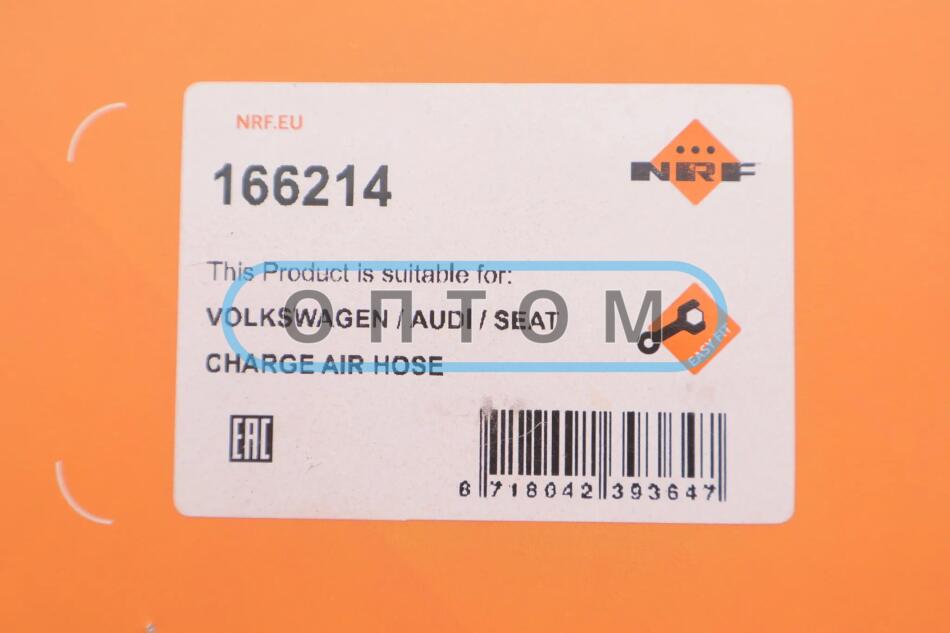 NRF.EU
166214
NRF
This Product is suitable for:
ОПТОМ
VOLKSWAGEN / AUDI / SEAT
EASY FIT
CHARGE AIR HOSE
EAC
8 718042 393647